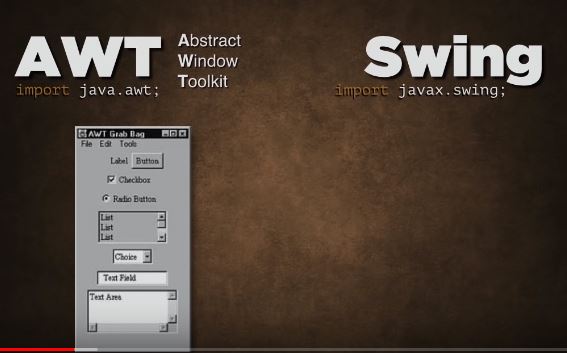 AWT Abstract
Window
Toolkit
import java.awt;
Swing
import javax.swing;
AWT Grab Bag
File Edit Tools
Label Button
Checkbox
Radio Button
List
List
List
Choice
Text Field
Text Area